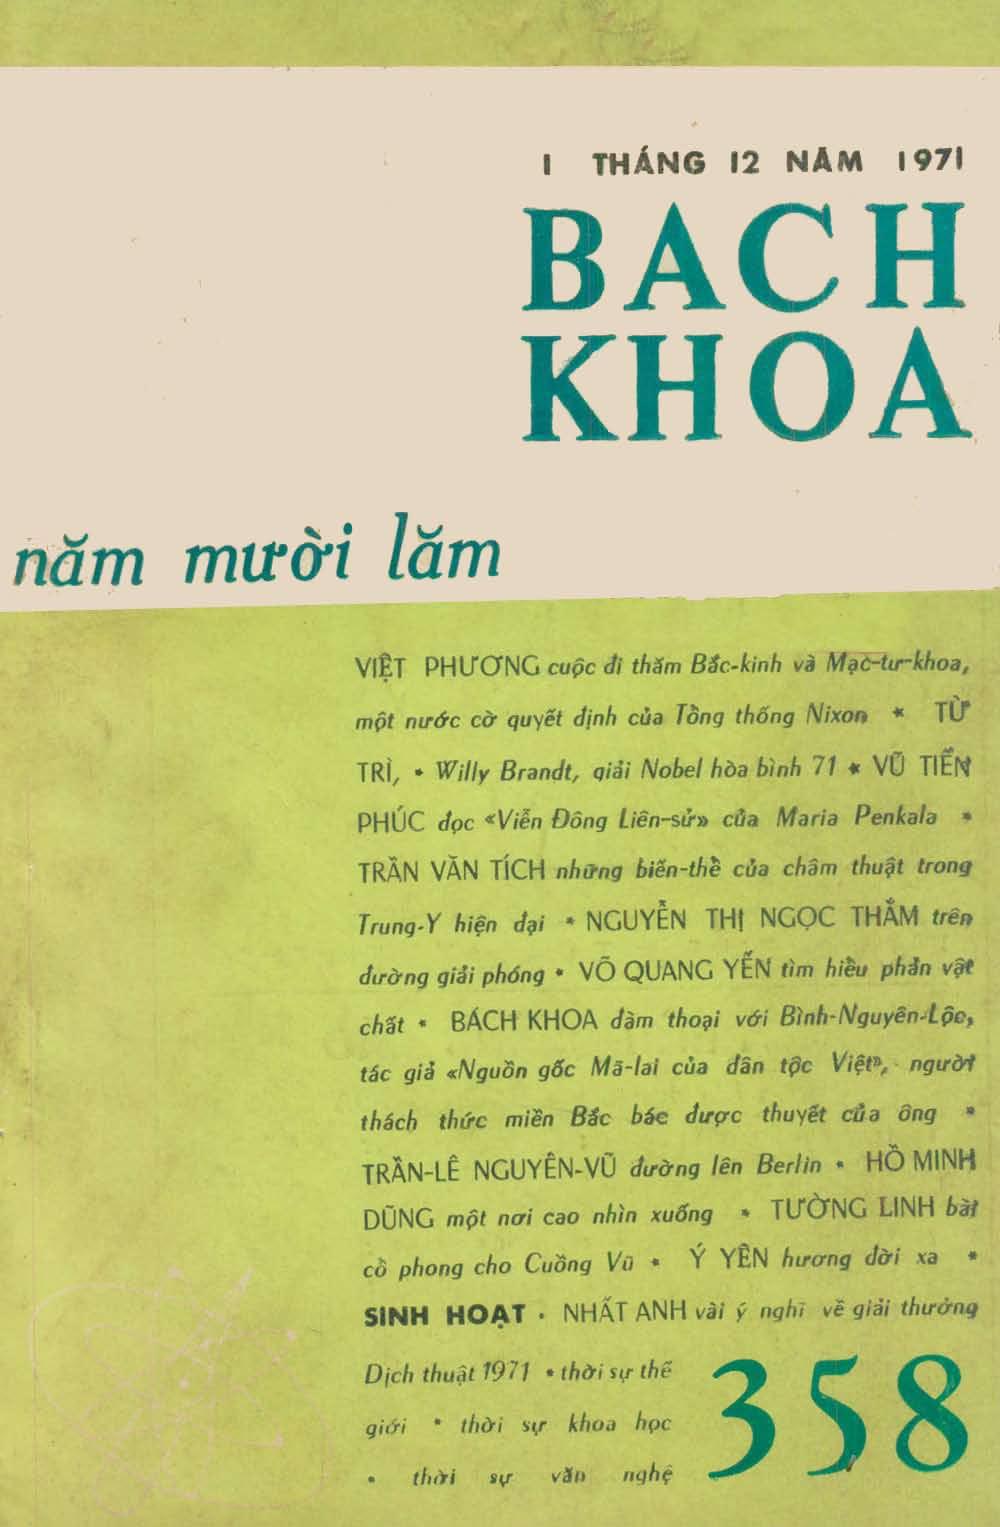 1 THÁNG 12 NĂM 1971
BACH
KHOA
năm mười lăm
VIỆT PHƯƠNG cuộc đi thăm Bắc-kinh và Mạc-tư-khoa,
một nước cờ quyết định của Tổng thống Nixon * TỪ
TRÌ, • Willy Brandt, giải Nobel hòa bình 71 * VŨ TIẾN
PHÚC đọc «Viễn Đông Liên-sử» của Maria Penkala *
TRẦN VĂN TÍCH những biến-thể của châm thuật trong
Trung-Y hiện đại * NGUYỄN THỊ NGỌC THẮM trên
đường giải phóng • VÕ QUANG YẾN tìm hiểu phản vật
chất • BÁCH KHOA đàm thoại với Bình-Nguyên-Lộc,
tác giả «Nguồn gốc Mã-lai của dân tộc Việt», người
thách thức miền Bắc bác được thuyết của ông *
TRẦN-LÊ NGUYÊN-VŨ đường lên Berlin • HỒ MINH
DŨNG một nơi cao nhìn xuống * TƯỜNG LINH bài
cổ phong cho Cuồng Vũ • Ý YÊN hương đời xa *
SINH HOẠT • NHẤT ANH vài ý nghĩ về giải thưởng
Dịch thuật 1971 • thời sự thế
giới * thời sự khoa học
• thời sự văn nghệ
358